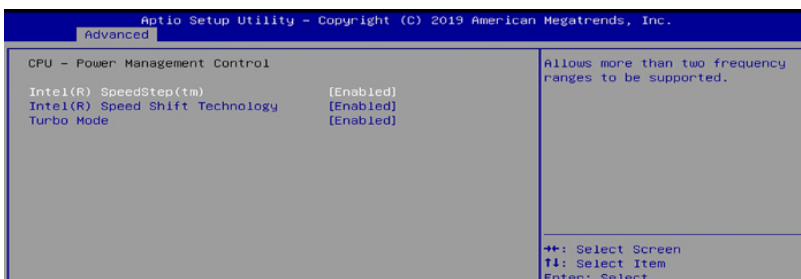 Aptio Setup Utility – Copyright (C) 2019 American Megatrends, Inc.
Advanced
CPU – Power Management Control
Intel(R) SpeedStep(tm) [Enabled]
Intel(R) Speed Shift Technology [Enabled]
Turbo Mode [Enabled]
Allows more than two frequency
ranges to be supported.
→←: Select Screen
↑↓: Select Item
Enter: Select